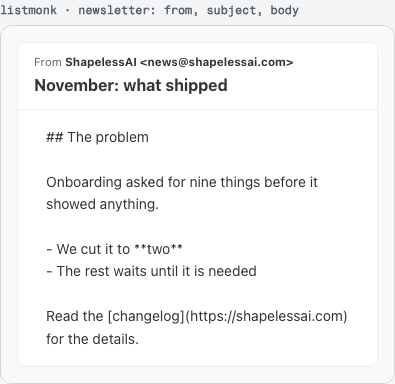 listmonk · newsletter: from, subject, body
From ShapelessAI <news@shapelessai.com>
November: what shipped
## The problem
Onboarding asked for nine things before it
showed anything.
- We cut it to **two**
- The rest waits until it is needed
Read the [changelog](https://shapelessai.com)
for the details.